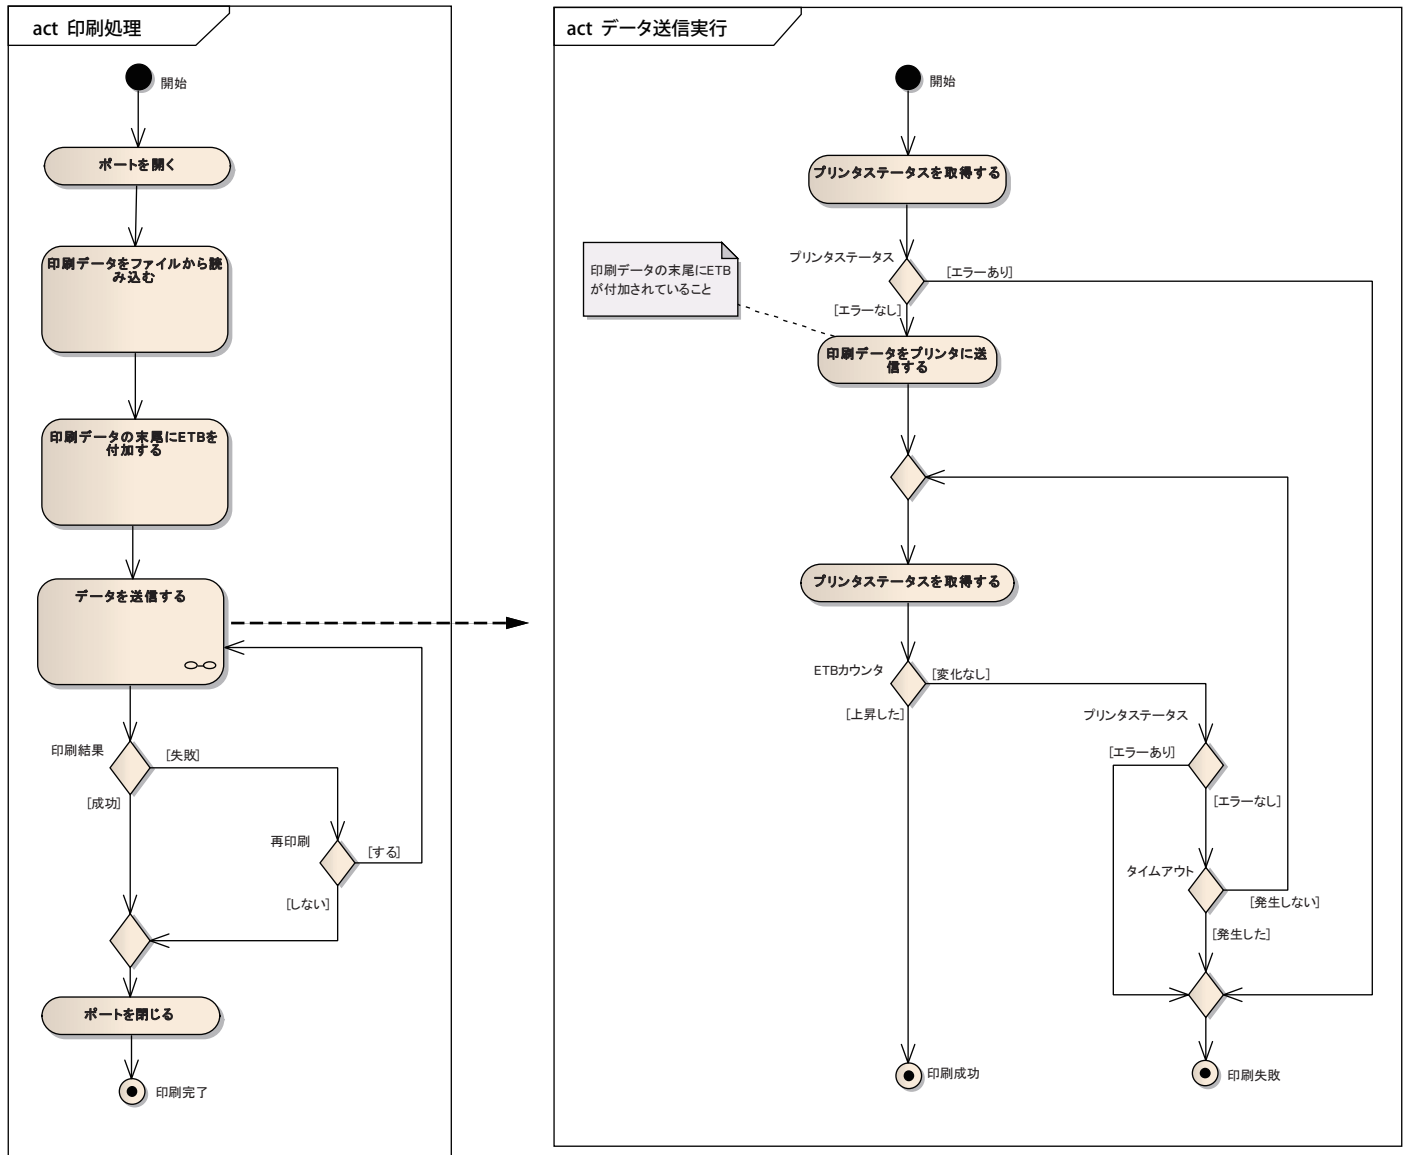 act 印刷処理
開始
ポートを開く
印刷データをファイルから読
み込む
印刷データの末尾にETBを
付加する
データを送信する
印刷結果
[失敗]
[成功]
再印刷
[する]
[しない]
ポートを閉じる
印刷完了
act データ送信実行
開始
プリンタステータスを取得する
プリンタステータス
[エラーあり]
[エラーなし]
印刷データの末尾にETB
が付加されていること
印刷データをプリンタに送
信する
プリンタステータスを取得する
ETBカウンタ
[変化なし]
[上昇した]
プリンタステータス
[エラーあり]
[エラーなし]
タイムアウト
[発生しない]
[発生した]
印刷成功
印刷失敗